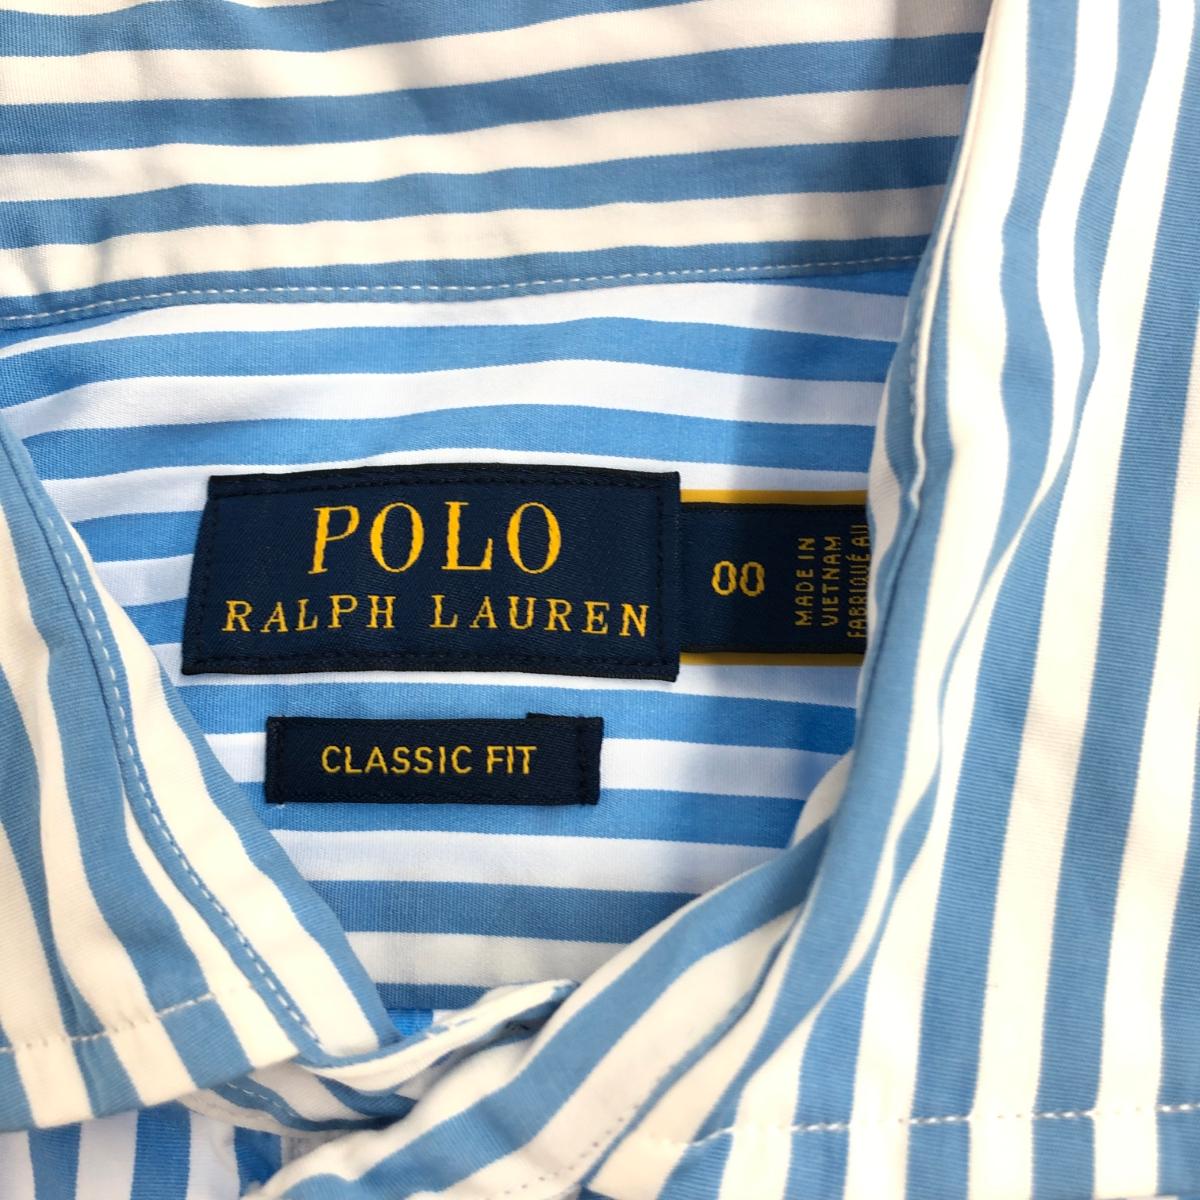 POLO
RALPH LAUREN
00
MADE IN
VIETNAM
FABRIQUÉ AU
CLASSIC FIT